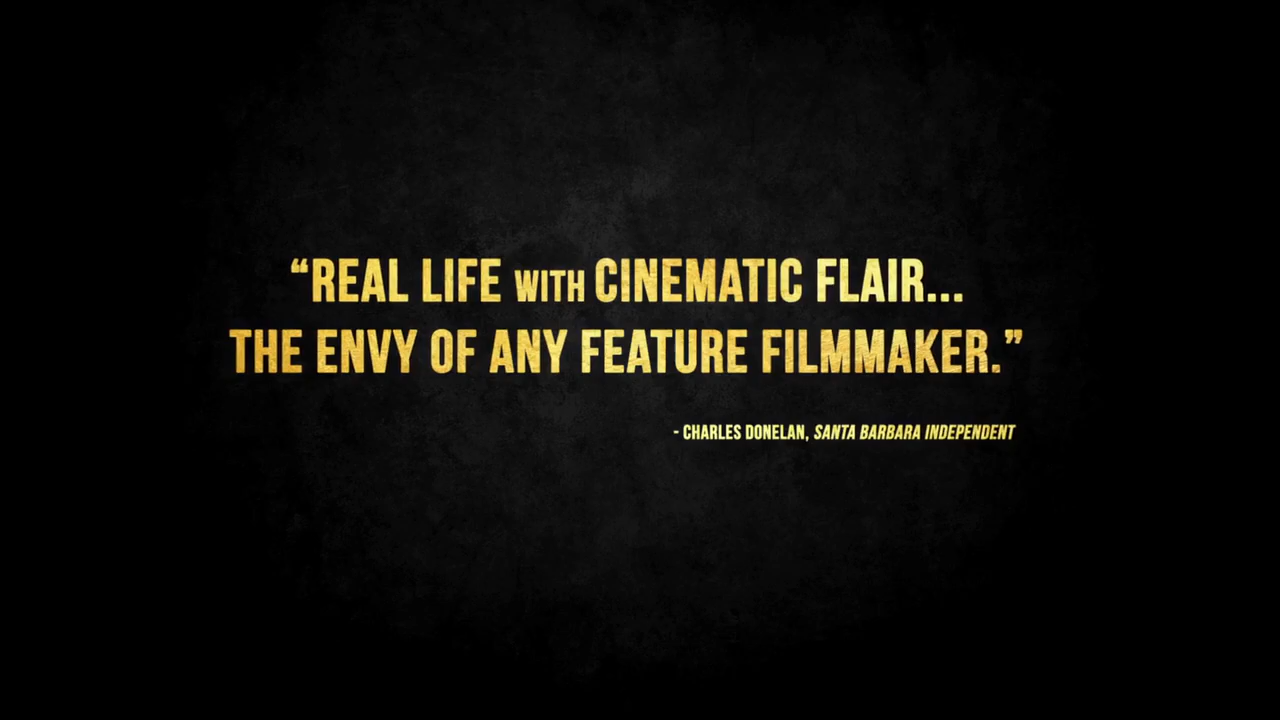 “REAL LIFE WITH CINEMATIC FLAIR...
THE ENVY OF ANY FEATURE FILMMAKER.”
- CHARLES DONELAN, SANTA BARBARA INDEPENDENT